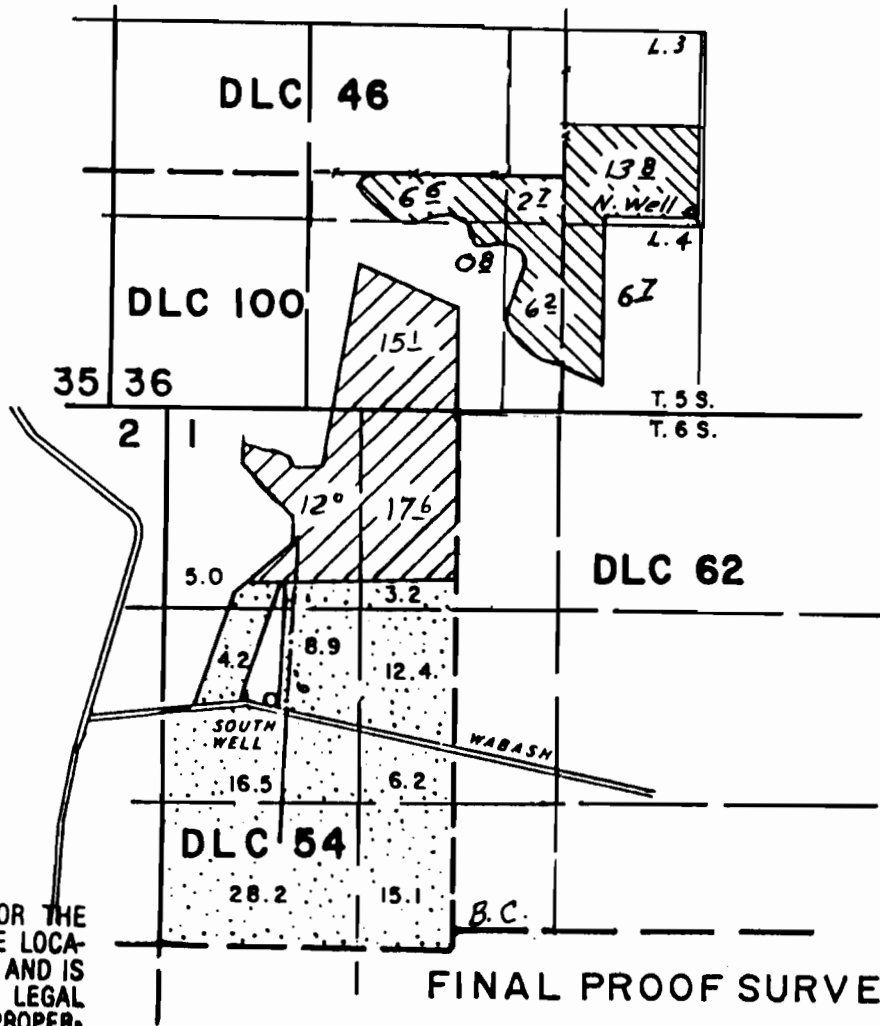 L. 3
DLC 46
13 8
6 6
2 7
N. Well
L. 4
0 8
DLC 100
6 2
6 7
15 1
35 36
T. 5 S.
T. 6 S.
2 1
12 0
17 6
5.0
DLC 62
3.2
8.9
4.2
12.4
6"
SOUTH
WELL
WABASH
16.5
6.2
DLC 54
28.2
15.1
B.C.
OR THE
E LOCA-
AND IS
LEGAL
PROPER-
FINAL PROOF SURVE